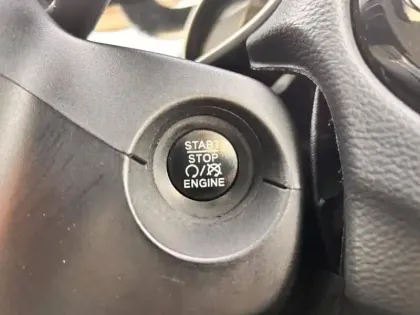 START
STOP
/
ENGINE